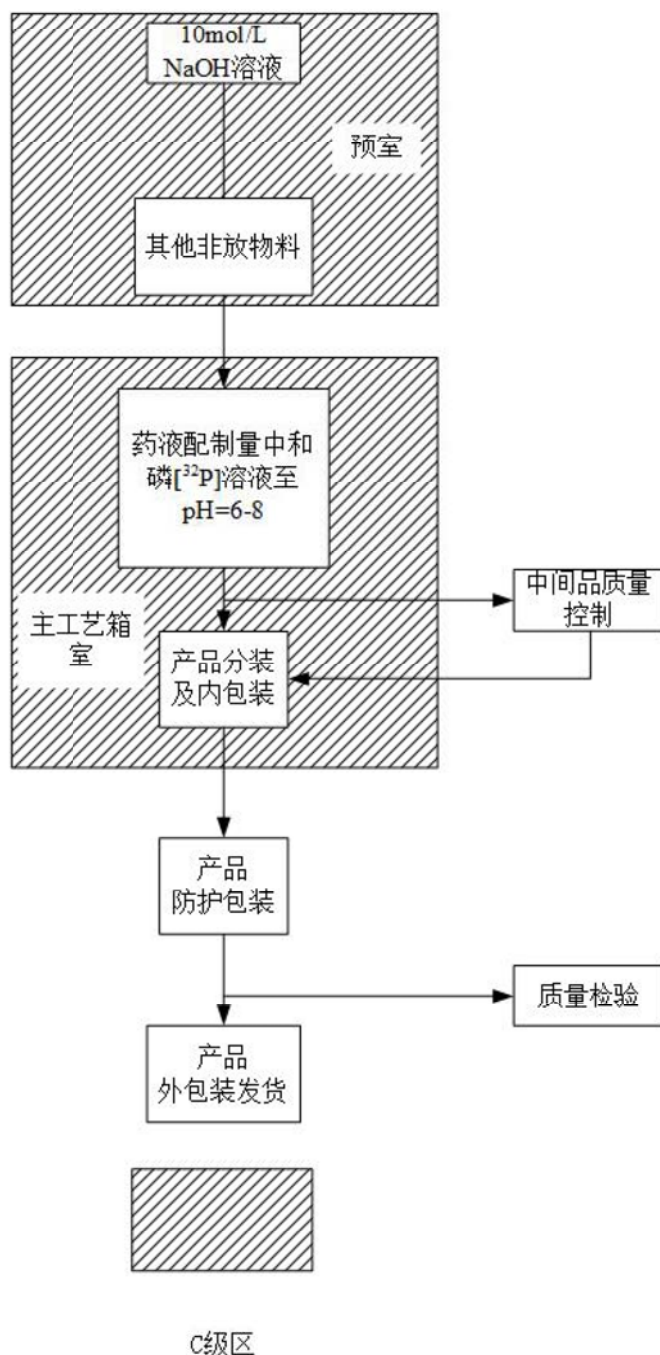 10mol/L
NaOH溶液
预室
其他非放物料
药液配制量中和
磷[³²P]溶液至
pH=6-8
中间品质量
控制
主工艺箱
室
产品分装
及内包装
产品
防护包装
质量检验
产品
外包装发货
C级区